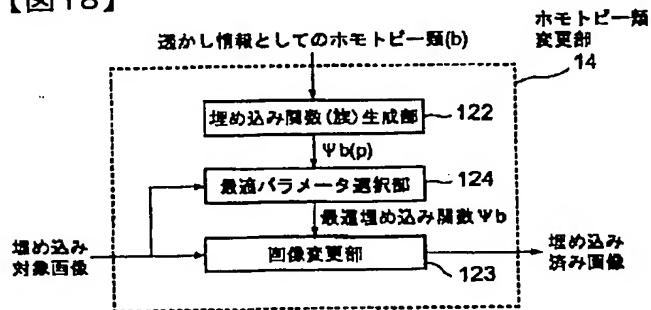 【図18】
透かし情報としてのホモトピー類(b)
ホモトピー類
変更部
14
埋め込み関数(族)生成部
122
Ψb(p)
最適パラメータ選択部
124
最適埋め込み関数Ψb
埋め込み
対象画像
画像変更部
123
埋め込み
済み画像